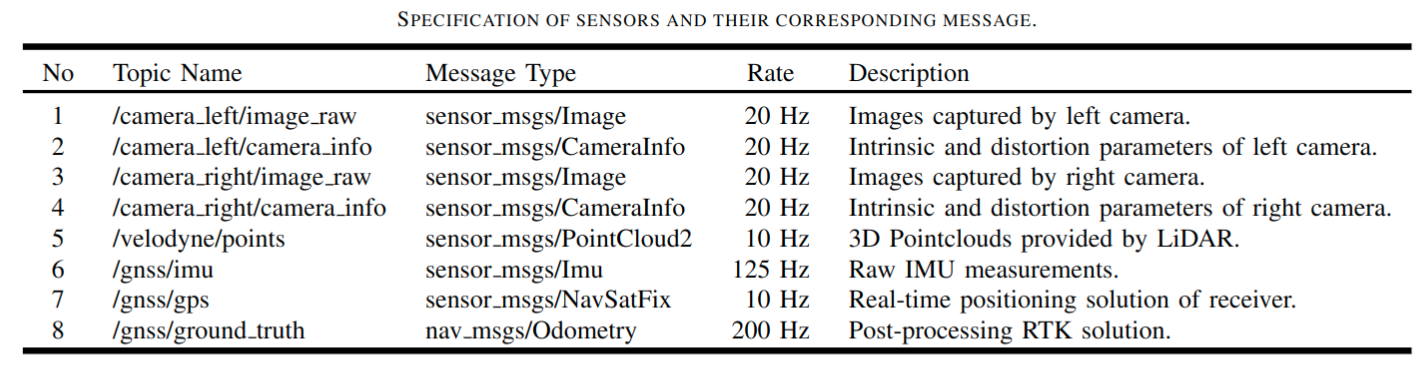 SPECIFICATION OF SENSORS AND THEIR CORRESPONDING MESSAGE.
No Topic Name Message Type Rate Description
1 /camera_left/image_raw sensor_msgs/Image 20 Hz Images captured by left camera.
2 /camera_left/camera_info sensor_msgs/CameraInfo 20 Hz Intrinsic and distortion parameters of left camera.
3 /camera_right/image_raw sensor_msgs/Image 20 Hz Images captured by right camera.
4 /camera_right/camera_info sensor_msgs/CameraInfo 20 Hz Intrinsic and distortion parameters of right camera.
5 /velodyne/points sensor_msgs/PointCloud2 10 Hz 3D Pointclouds provided by LiDAR.
6 /gnss/imu sensor_msgs/Imu 125 Hz Raw IMU measurements.
7 /gnss/gps sensor_msgs/NavSatFix 10 Hz Real-time positioning solution of receiver.
8 /gnss/ground_truth nav_msgs/Odometry 200 Hz Post-processing RTK solution.